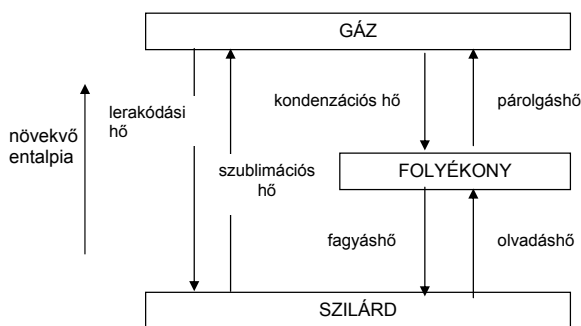 GÁZ
lerakódási
hő
kondenzációs hő
párolgáshő
növekvő
entalpia
szublimációs
hő
FOLYÉKONY
fagyáshő
olvadáshő
SZILÁRD